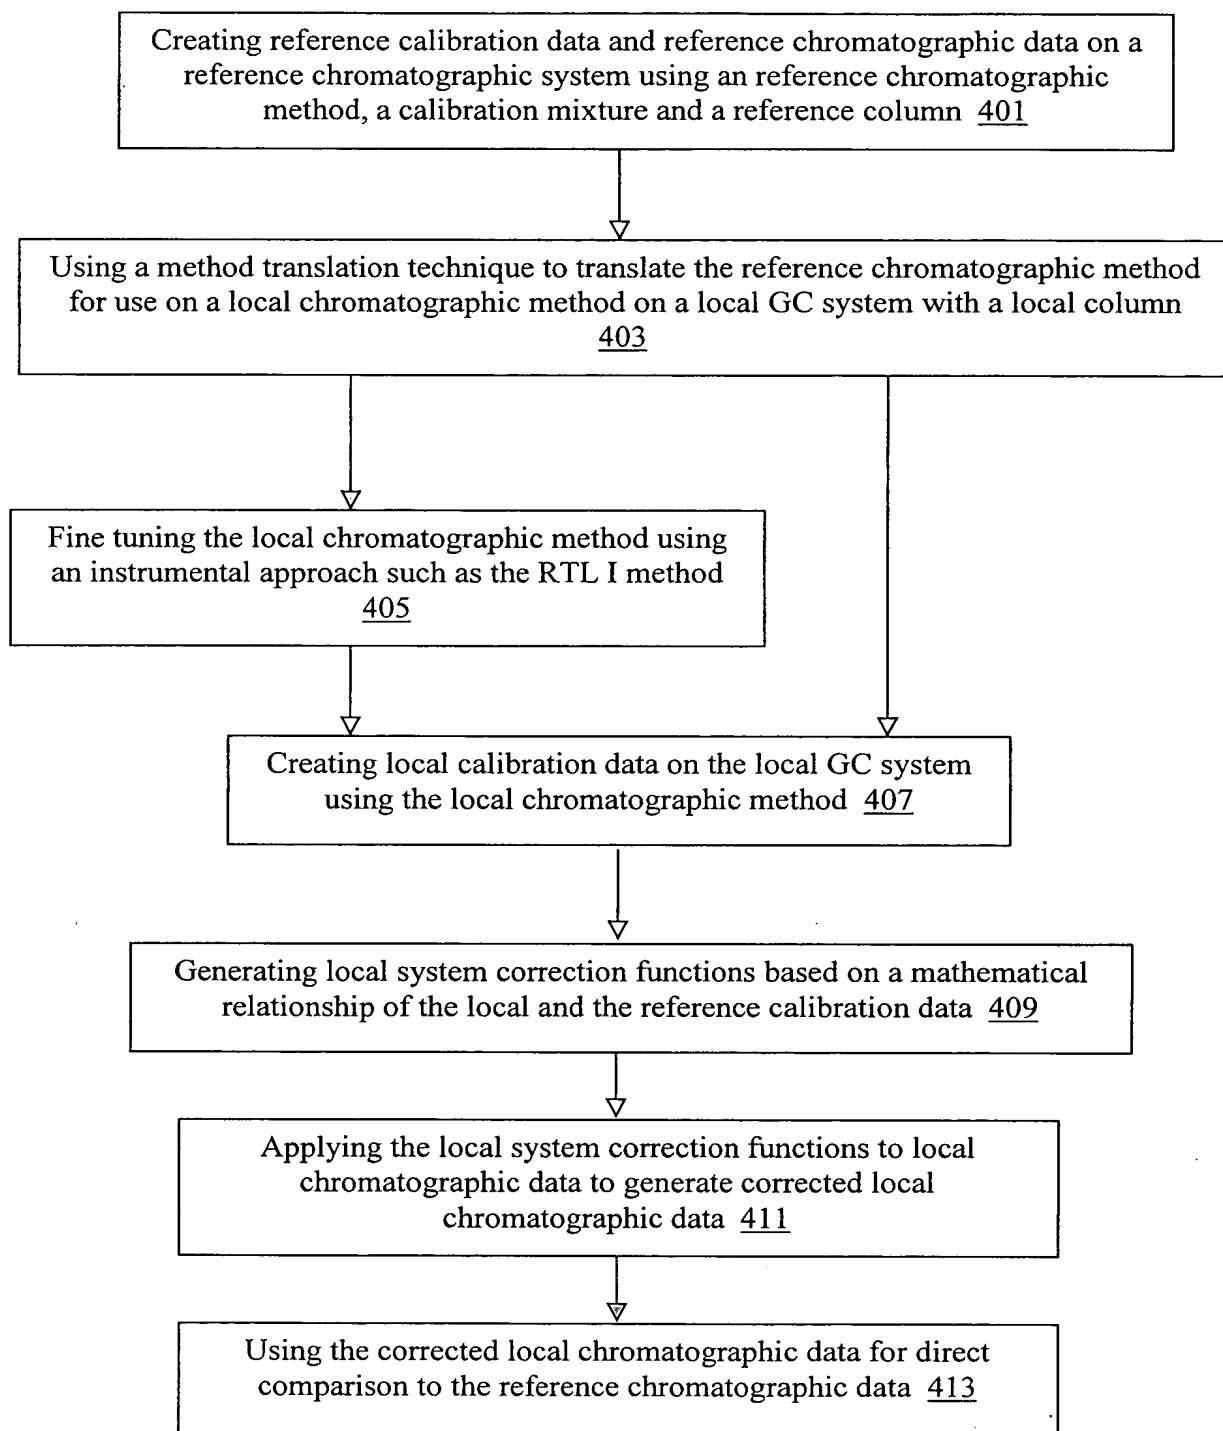 Creating reference calibration data and reference chromatographic data on a
reference chromatographic system using an reference chromatographic
method, a calibration mixture and a reference column 401
Using a method translation technique to translate the reference chromatographic method
for use on a local chromatographic method on a local GC system with a local column
403
Fine tuning the local chromatographic method using
an instrumental approach such as the RTL I method
405
Creating local calibration data on the local GC system
using the local chromatographic method 407
Generating local system correction functions based on a mathematical
relationship of the local and the reference calibration data 409
Applying the local system correction functions to local
chromatographic data to generate corrected local
chromatographic data 411
Using the corrected local chromatographic data for direct
comparison to the reference chromatographic data 413